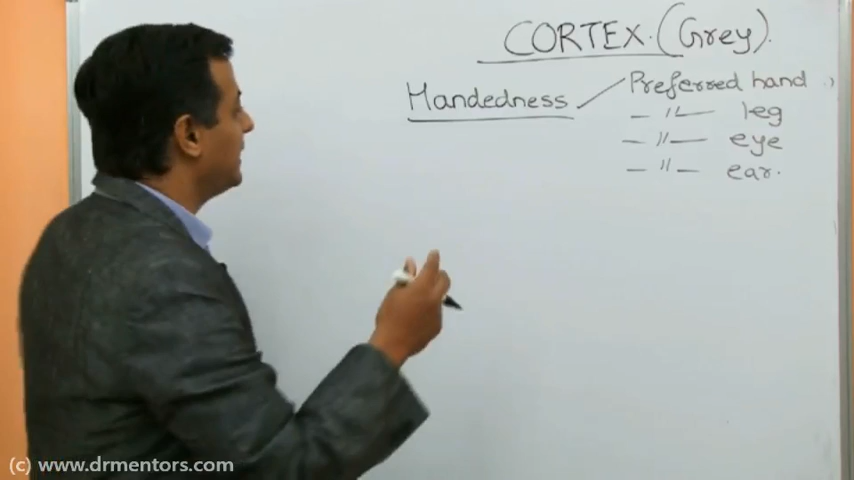 CORTEX. (Grey).
Handedness Preferred hand
– 〃 – leg
– 〃 – eye
– 〃 – ear.
(c) www.drmentors.com